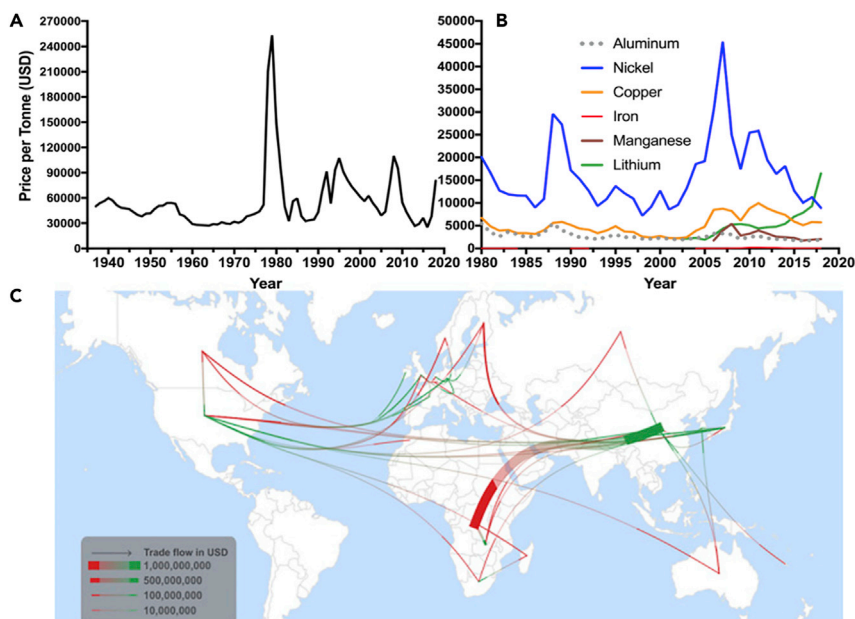 A
B
Price per Tonne (USD)
270000
240000
210000
180000
150000
120000
90000
60000
30000
0
1940 1950 1960 1970 1980 1990 2000 2010 2020
Year
50000
45000
40000
35000
30000
25000
20000
15000
10000
5000
0
Aluminum
Nickel
Copper
Iron
Manganese
Lithium
1980 1985 1990 1995 2000 2005 2010 2015 2020
Year
C
Trade flow in USD
1,000,000,000
500,000,000
100,000,000
10,000,000